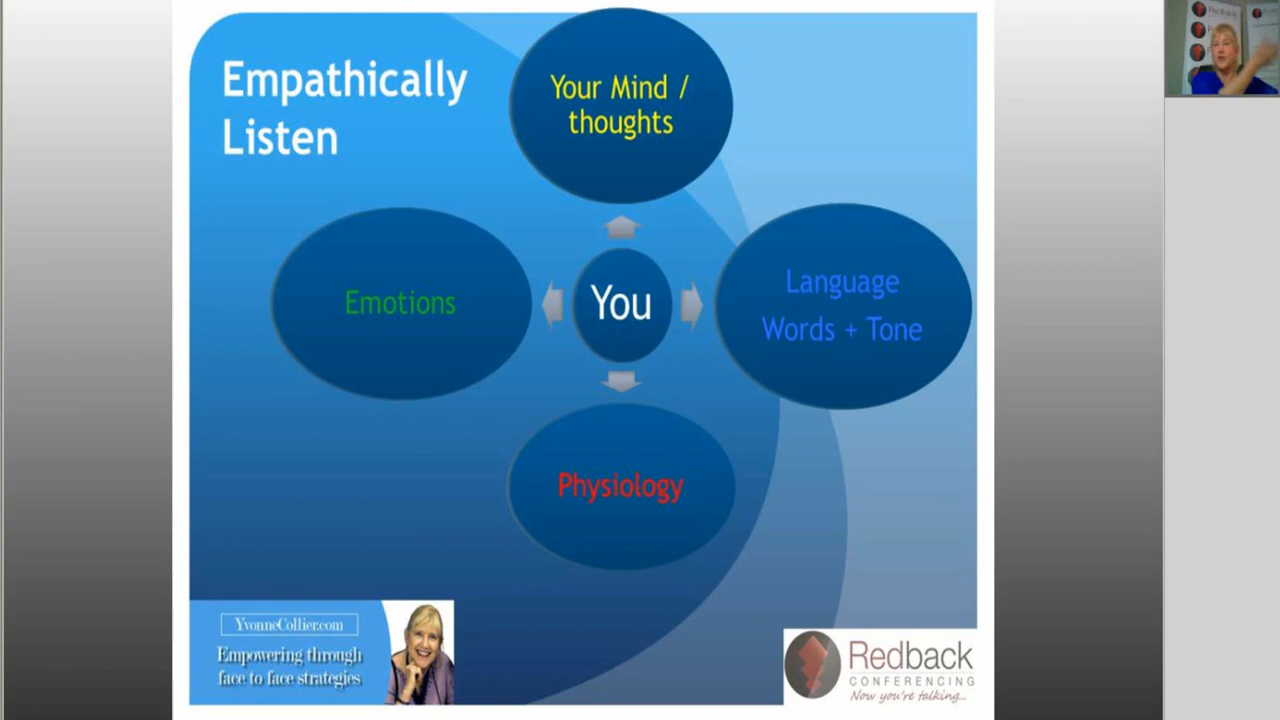 Empathically
Listen
Your Mind /
thoughts
Emotions
You
Language
Words + Tone
Physiology
YvonneCollier.com
Empowering through
face to face strategies
Redback
CONFERENCING
Now you're talking...